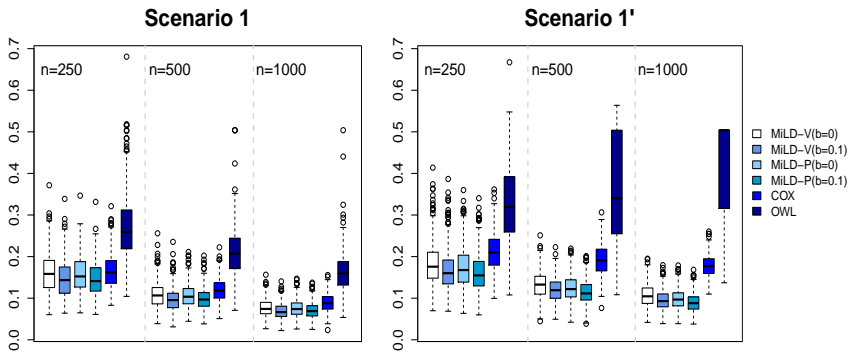 Scenario 1
Scenario 1'
0.7
0.6
0.5
0.4
0.3
0.2
0.1
0.0
n=250
n=500
n=1000
0.7
0.6
0.5
0.4
0.3
0.2
0.1
0.0
n=250
n=500
n=1000
MiLD−V(b=0)
MiLD−V(b=0.1)
MiLD−P(b=0)
MiLD−P(b=0.1)
COX
OWL